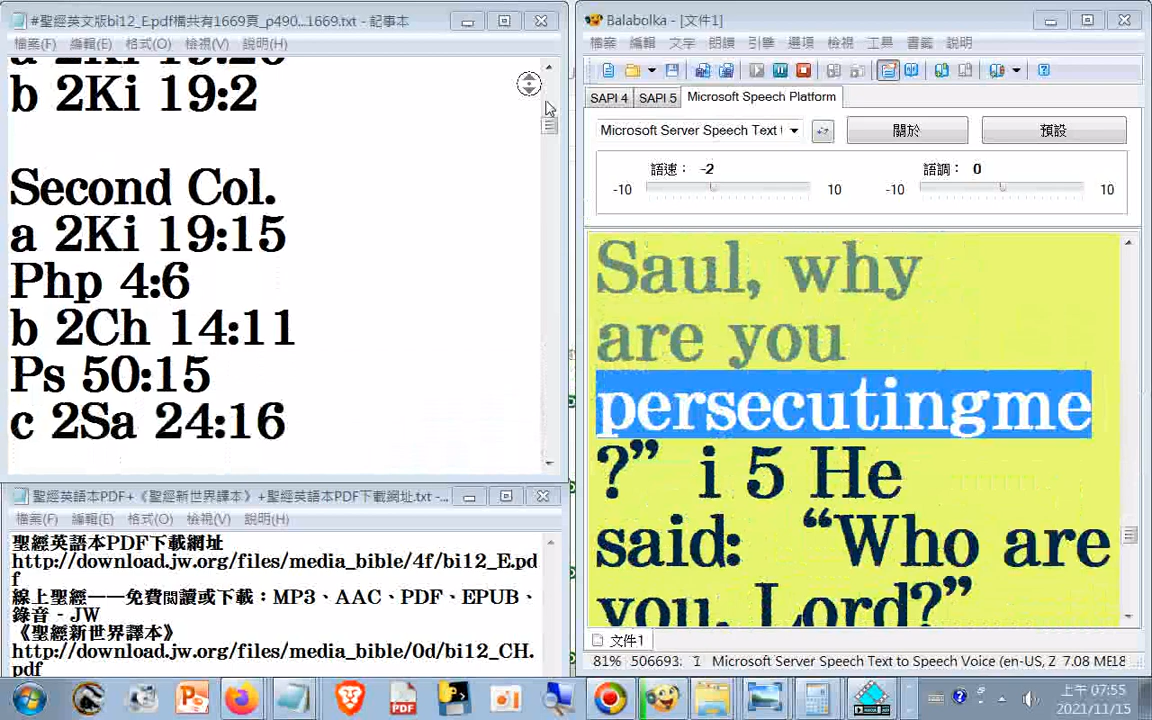 #聖經英文版bi12_E.pdf檔共有1669頁_p490...1669.txt - 記事本
檔案(F) 編輯(E) 格式(O) 檢視(V) 說明(H)
b 2Ki 19:2
Second Col.
a 2Ki 19:15
Php 4:6
b 2Ch 14:11
Ps 50:15
c 2Sa 24:16
聖經英語本PDF+《聖經新世界譯本》+聖經英語本PDF下載網址.txt -...
檔案(F) 編輯(E) 格式(O) 檢視(V) 說明(H)
聖經英語本PDF下載網址
http://download.jw.org/files/media_bible/4f/bi12_E.pd
f
線上聖經——免費閱讀或下載：MP3、AAC、PDF、EPUB、
錄音 - JW
《聖經新世界譯本》
http://download.jw.org/files/media_bible/0d/bi12_CH.
pdf
Balabolka - [文件1]
檔案 編輯 文字 朗讀 引擎 選項 檢視 工具 書籤 說明
SAPI 4 SAPI 5 Microsoft Speech Platform
Microsoft Server Speech Text 關於 預設
語速： -2 語調： 0
-10 10 -10 10
Saul, why
are you
persecutingme
?” i 5 He
said: “Who are
you, Lord?”
文件1
81% 506693: 1 Microsoft Server Speech Text to Speech Voice (en-US, Z 7.08 ME
上午 07:55
2021/11/15